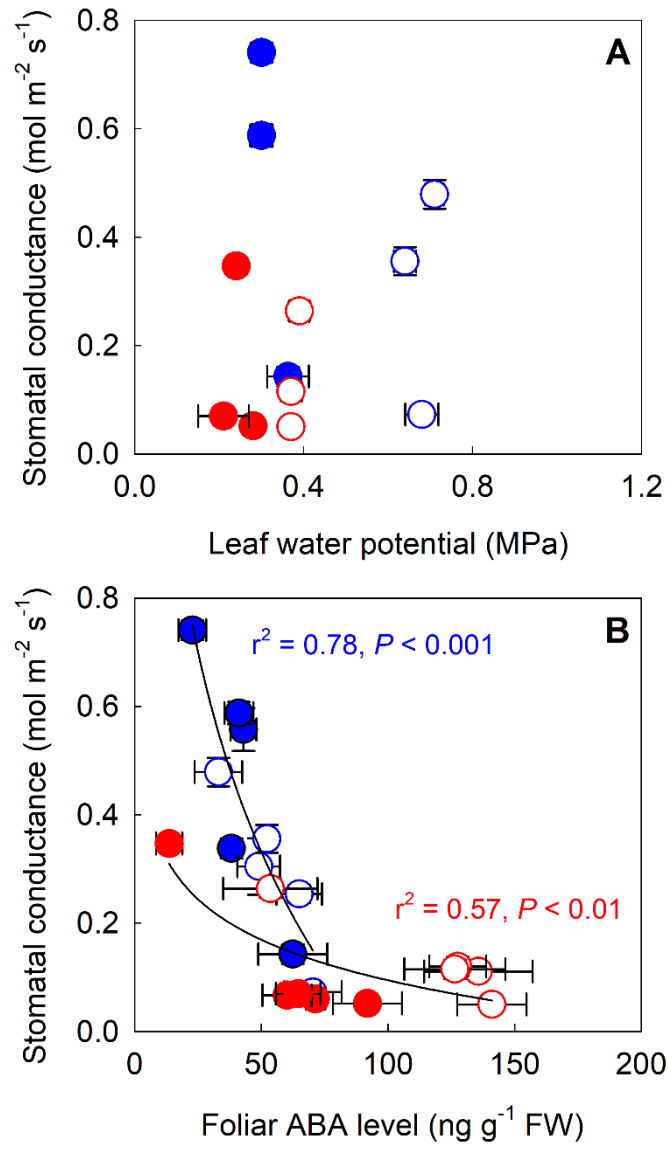 A
Stomatal conductance (mol m⁻² s⁻¹)
0.8
0.6
0.4
0.2
0.0
0.0 0.4 0.8 1.2
Leaf water potential (MPa)
B
Stomatal conductance (mol m⁻² s⁻¹)
0.8
0.6
0.4
0.2
0.0
r² = 0.78, P < 0.001
r² = 0.57, P < 0.01
0 50 100 150 200
Foliar ABA level (ng g⁻¹ FW)